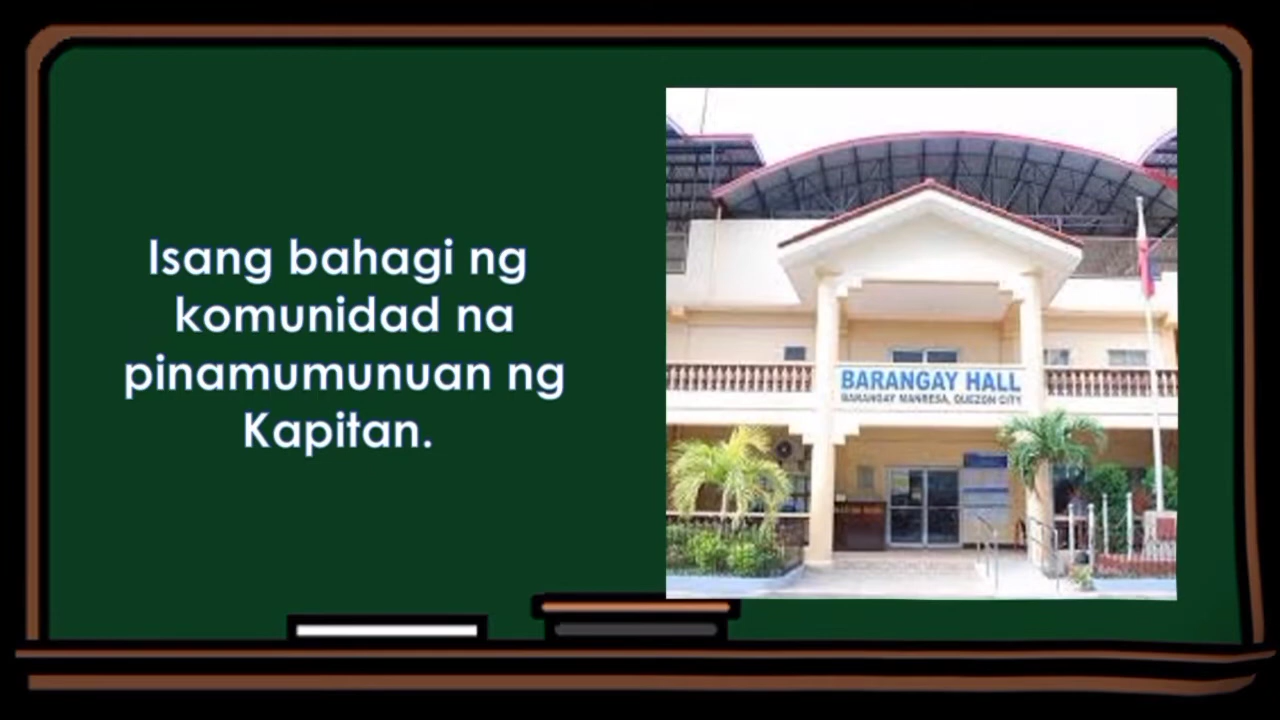 Isang bahagi ng
komunidad na
pinamumunuan ng
Kapitan.
BARANGAY HALL
BARANGAY MANRESA, QUEZON CITY